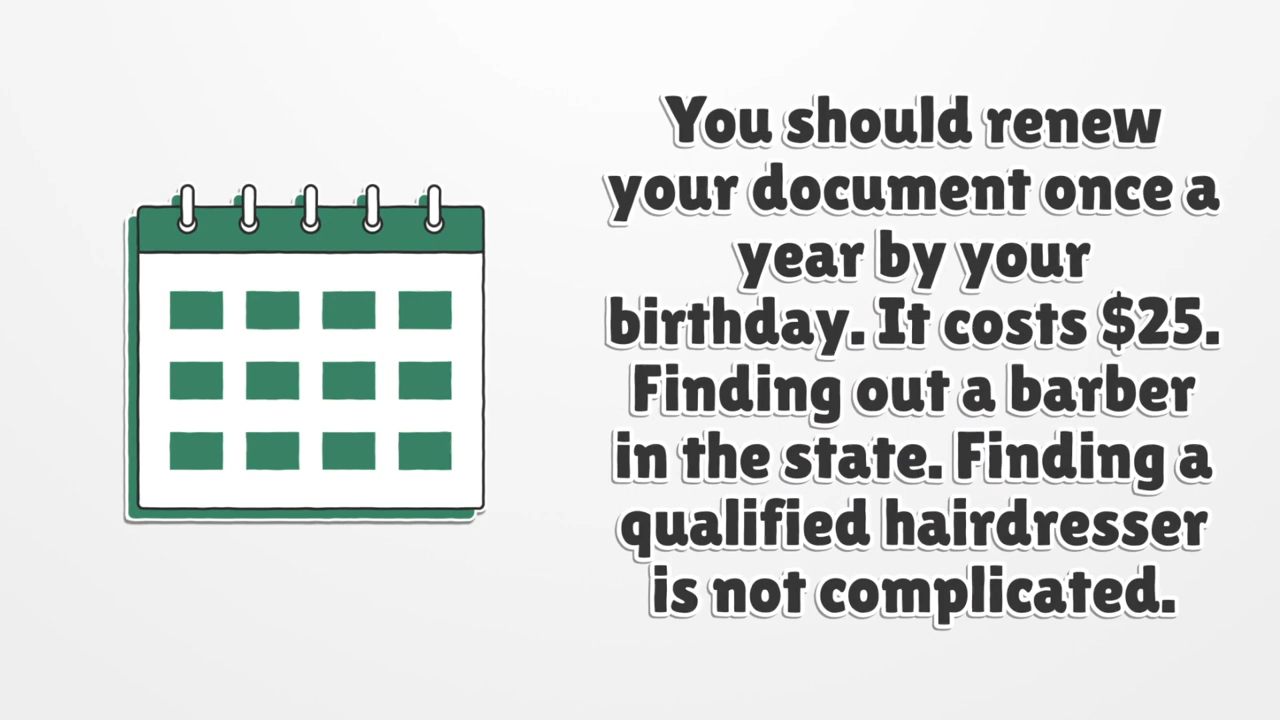 You should renew
your document once a
year by your
birthday. It costs $25.
Finding out a barber
in the state. Finding a
qualified hairdresser
is not complicated.